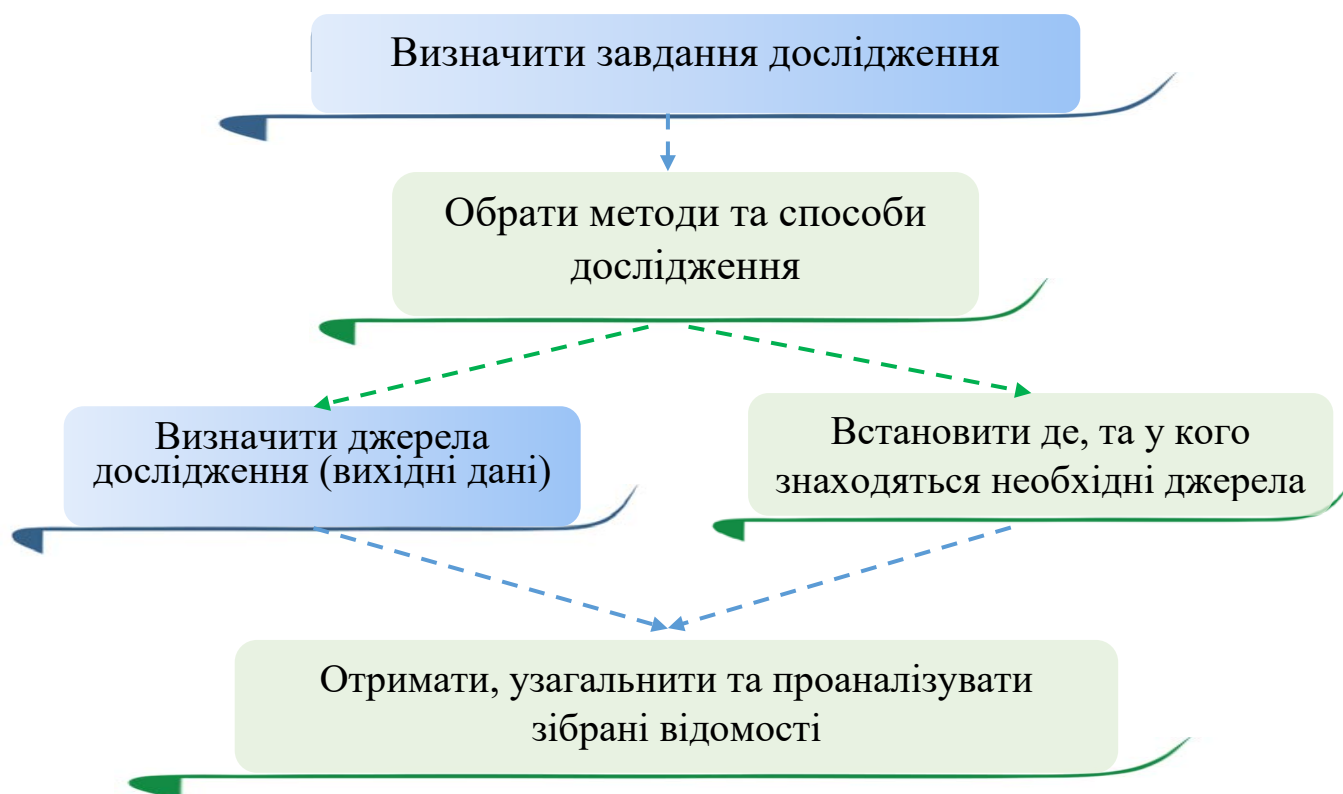 Визначити завдання дослідження
Обрати методи та способи
дослідження
Визначити джерела
дослідження (вихідні дані)
Встановити де, та у кого
знаходяться необхідні джерела
Отримати, узагальнити та проаналізувати
зібрані відомості